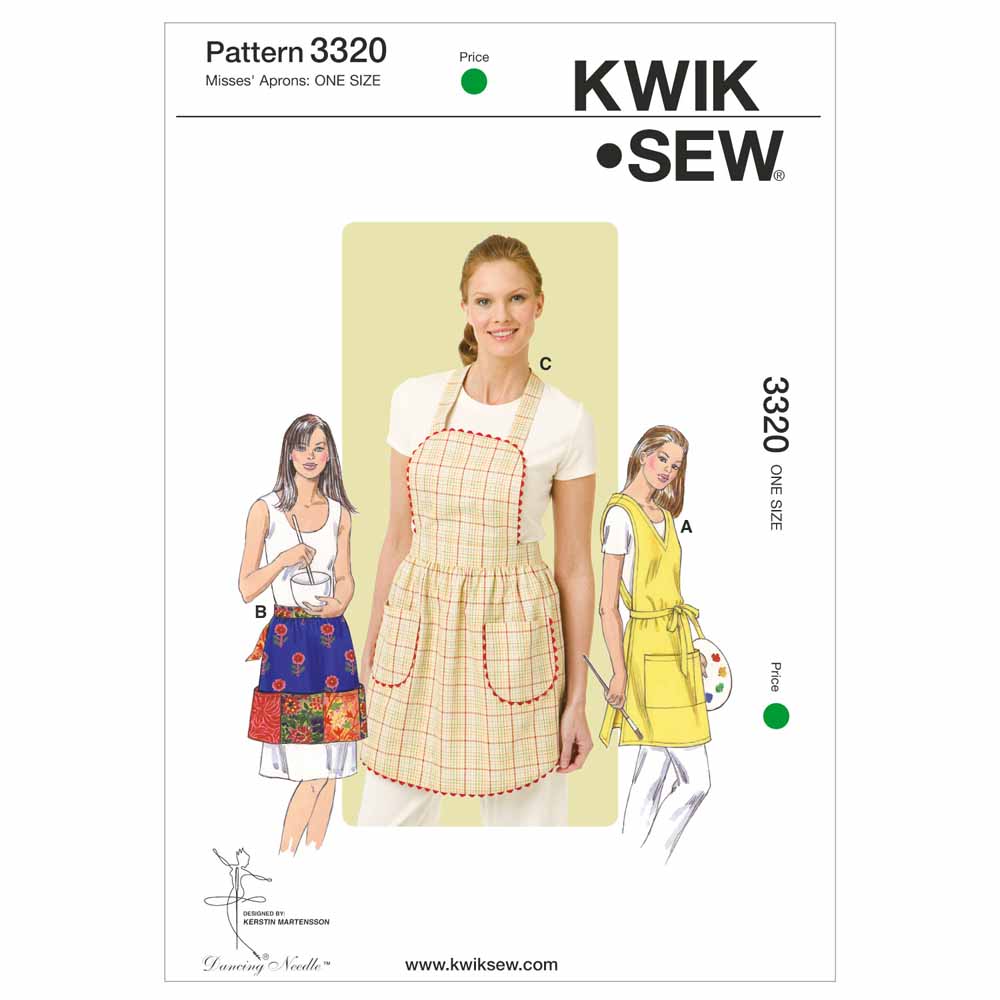 Pattern 3320
Misses' Aprons: ONE SIZE
Price
KWIK
•SEW®
C
B
A
3320 ONE SIZE
Price
DESIGNED BY:
KERSTIN MARTENSSON
Dancing Needle™
®
www.kwiksew.com